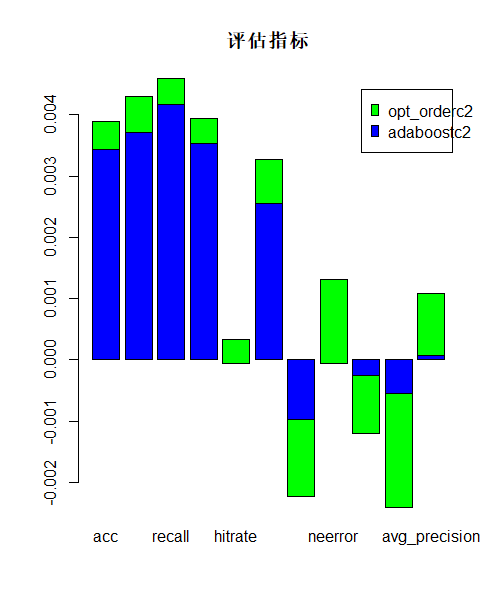 评估指标
opt_orderc2
adaboostc2
0.004
0.003
0.002
0.001
0.000
-0.001
-0.002
acc recall hitrate neerror avg_precision